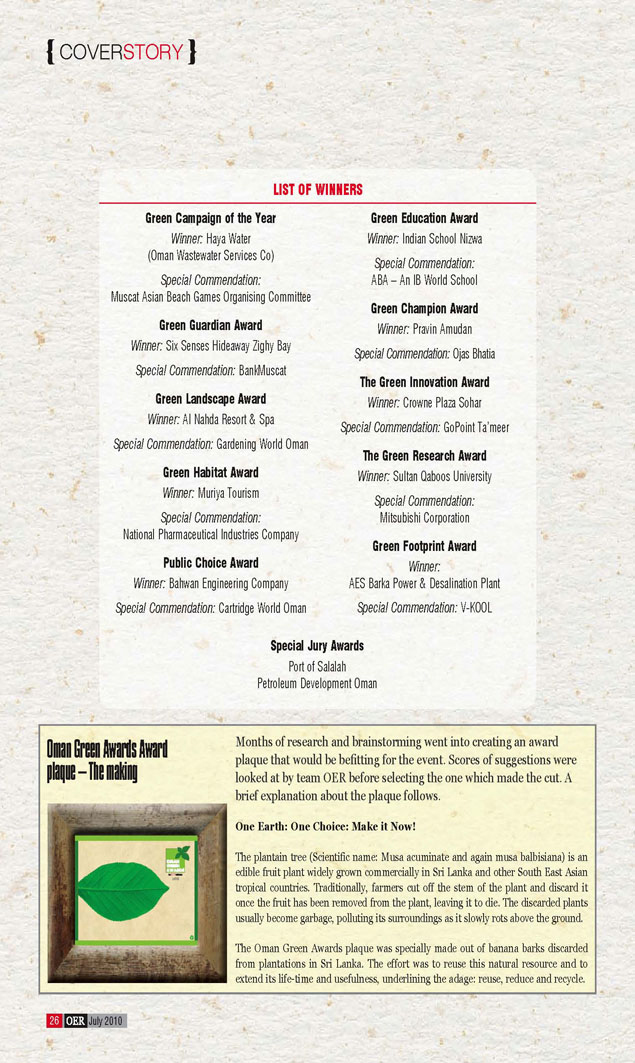 { COVERSTORY }
LIST OF WINNERS
Green Campaign of the Year
Winner: Haya Water
(Oman Wastewater Services Co)
Special Commendation:
Muscat Asian Beach Games Organising Committee
Green Guardian Award
Winner: Six Senses Hideaway Zighy Bay
Special Commendation: BankMuscat
Green Landscape Award
Winner: Al Nahda Resort & Spa
Special Commendation: Gardening World Oman
Green Habitat Award
Winner: Muriya Tourism
Special Commendation:
National Pharmaceutical Industries Company
Public Choice Award
Winner: Bahwan Engineering Company
Special Commendation: Cartridge World Oman
Green Education Award
Winner: Indian School Nizwa
Special Commendation:
ABA – An IB World School
Green Champion Award
Winner: Pravin Amudan
Special Commendation: Ojas Bhatia
The Green Innovation Award
Winner: Crowne Plaza Sohar
Special Commendation: GoPoint Ta'meer
The Green Research Award
Winner: Sultan Qaboos University
Special Commendation:
Mitsubishi Corporation
Green Footprint Award
Winner:
AES Barka Power & Desalination Plant
Special Commendation: V-KOOL
Special Jury Awards
Port of Salalah
Petroleum Development Oman
Oman Green Awards Award
plaque – The making
Months of research and brainstorming went into creating an award
plaque that would be befitting for the event. Scores of suggestions were
looked at by team OER before selecting the one which made the cut. A
brief explanation about the plaque follows.
One Earth: One Choice: Make it Now!
The plantain tree (Scientific name: Musa acuminate and again musa balbisiana) is an
edible fruit plant widely grown commercially in Sri Lanka and other South East Asian
tropical countries. Traditionally, farmers cut off the stem of the plant and discard it
once the fruit has been removed from the plant, leaving it to die. The discarded plants
usually become garbage, polluting its surroundings as it slowly rots above the ground.
The Oman Green Awards plaque was specially made out of banana barks discarded
from plantations in Sri Lanka. The effort was to reuse this natural resource and to
extend its life-time and usefulness, underlining the adage: reuse, reduce and recycle.
26 OER July 2010